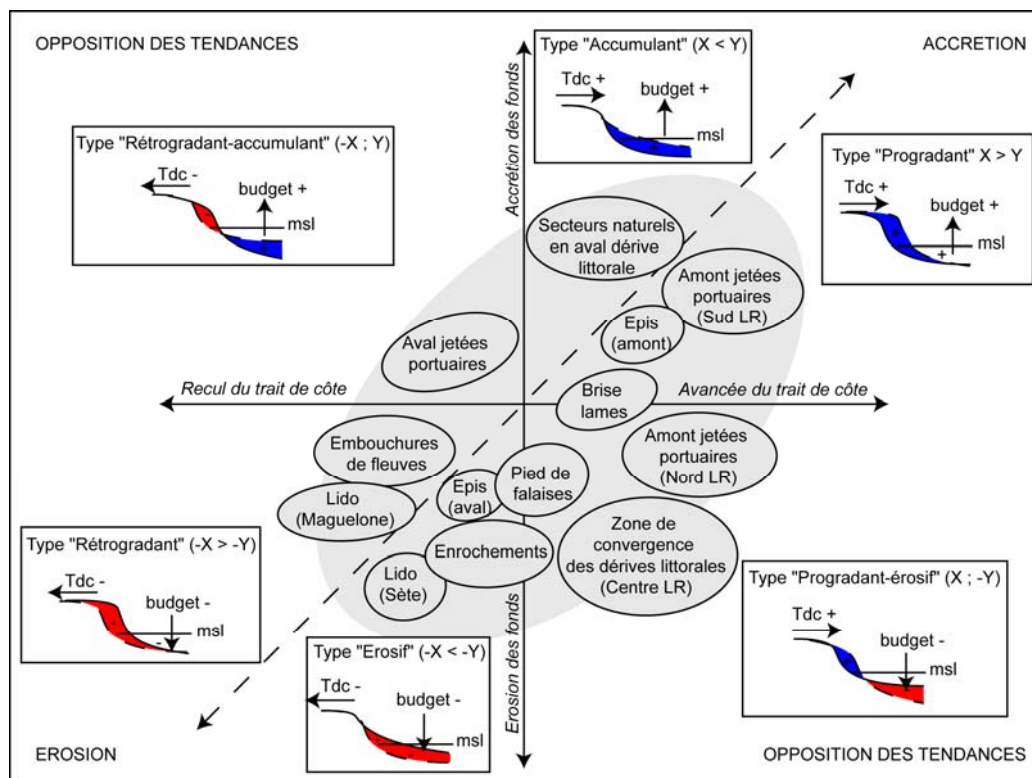 OPPOSITION DES TENDANCES
ACCRETION
Type "Accumulant" (X < Y)
Tdc +
budget +
msl
+
Type "Rétrogradant-accumulant" (-X ; Y)
Tdc -
budget +
msl
+
Type "Progradant" X > Y
Tdc +
budget +
msl
+
+
Accrétion des fonds
Secteurs naturels
en aval dérive
littorale
Amont jetées
portuaires
(Sud LR)
Epis
(amont)
Aval jetées
portuaires
Recul du trait de côte
Avancée du trait de côte
Brise
lames
Embouchures
de fleuves
Amont jetées
portuaires
(Nord LR)
Lido
(Maguelone)
Epis
(aval)
Pied de
falaises
Enrochements
Zone de
convergence
des dérives littorales
(Centre LR)
Lido
(Sète)
Type "Rétrogradant" (-X > -Y)
Tdc -
budget -
msl
-
-
Type "Erosif" (-X < -Y)
Tdc -
budget -
msl
Erosion des fonds
Type "Progradant-érosif" (X ; -Y)
Tdc +
budget -
msl
+
EROSION
OPPOSITION DES TENDANCES